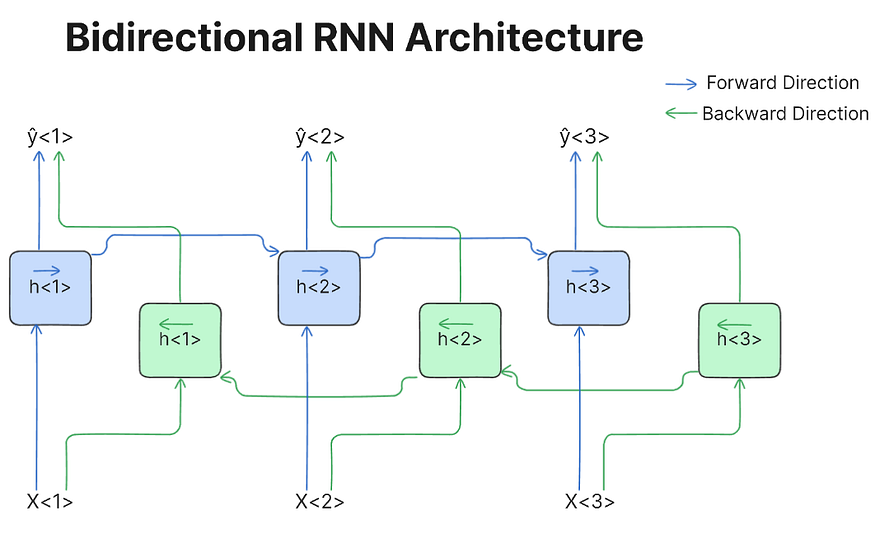 Bidirectional RNN Architecture
Forward Direction
Backward Direction
ŷ<1> ŷ<2> ŷ<3>
h<1> h<2> h<3>
h<1> h<2> h<3>
X<1> X<2> X<3>